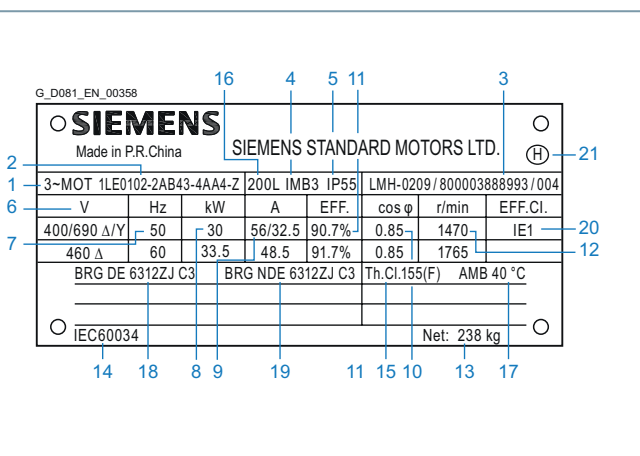 16 4 5 11 3
G_D081_EN_00358
SIEMENS
Made in P.R.China
SIEMENS STANDARD MOTORS LTD.
H 21
2
1 3~MOT 1LE0102-2AB43-4AA4-Z 200L IMB3 IP55 LMH-0209/800003888993/004
6 V Hz kW A EFF. cos φ r/min EFF.CI.
400/690 Δ/Y 50 30 56/32.5 90.7% 0.85 1470 IE1 20
7 12
460 Δ 60 33.5 48.5 91.7% 0.85 1765
BRG DE 6312ZJ C3 BRG NDE 6312ZJ C3 Th.Cl.155(F) AMB 40 °C
IEC60034 Net: 238 kg
14 18 8 9 19 11 15 10 13 17